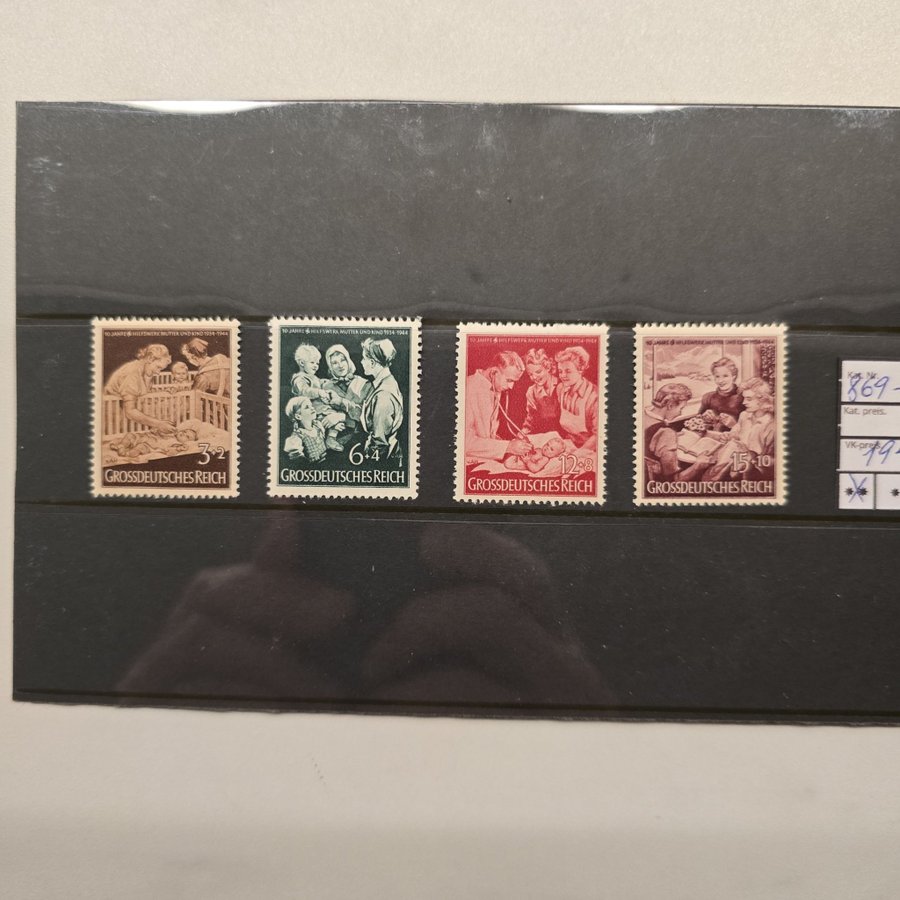 10 JAHRE HILFSWERK MUTTER UND KIND 1934-1944
3+2
GROSSDEUTSCHES REICH
10 JAHRE HILFSWERK MUTTER UND KIND 1934-1944
6+4
GROSSDEUTSCHES REICH
10 JAHRE HILFSWERK MUTTER UND KIND 1934-1944
12+8
GROSSDEUTSCHES REICH
10 JAHRE HILFSWERK MUTTER UND KIND 1934-1944
15+10
GROSSDEUTSCHES REICH
Kat. Nr.
869-
Kat. preis.
VK-preis
** *